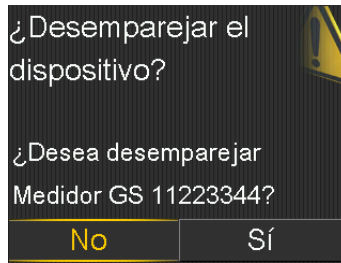 ¿Desemparejar el
dispositivo?
¿Desea desemparejar
Medidor GS 11223344?
No
Sí